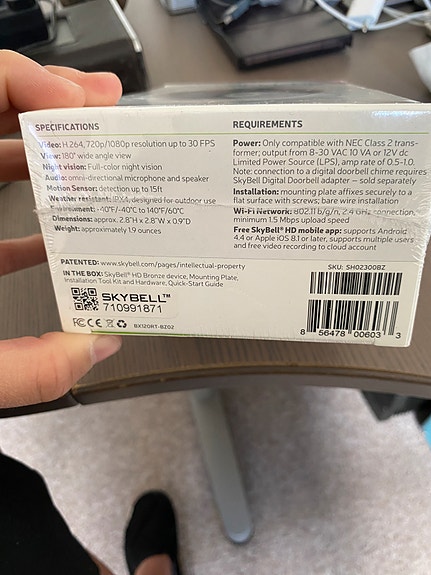 SPECIFICATIONS
Video: H.264, 720p/1080p resolution up to 30 FPS
View: 180° wide angle view
Night vision: Full-color night vision
Audio: omni-directional microphone and speaker
Motion Sensor: detection up to 15ft
Weather resistant: IPX4, designed for outdoor use
Environment: -40°F/-40°C to 140°F/60°C
Dimensions: approx. 2.8"H x 2.8"W x 0.9"D
Weight: approximately 1.9 ounces
REQUIREMENTS
Power: Only compatible with NEC Class 2 trans-
former; output from 8-30 VAC 10 VA or 12V dc
Limited Power Source (LPS), amp rate of 0.5-1.0.
Note: connection to a digital doorbell chime requires
SkyBell Digital Doorbell adapter — sold separately
Installation: mounting plate affixes securely to a
flat surface with screws; bare wire installation
Wi-Fi Network: 802.11 b/g/n, 2.4 GHz connection,
minimum 1.5 Mbps upload speed
Free SkyBell® HD mobile app: supports Android
4.4 or Apple iOS 8.1 or later, supports multiple users
and free video recording to cloud account
PATENTED: www.skybell.com/pages/intellectual-property
IN THE BOX: SkyBell® HD Bronze device, Mounting Plate,
Installation Tool Kit and Hardware, Quick-Start Guide
SKYBELL™
710991871
FC CE BX120RT-BZ02
SKU: SH02300BZ
8 56478 00603 3